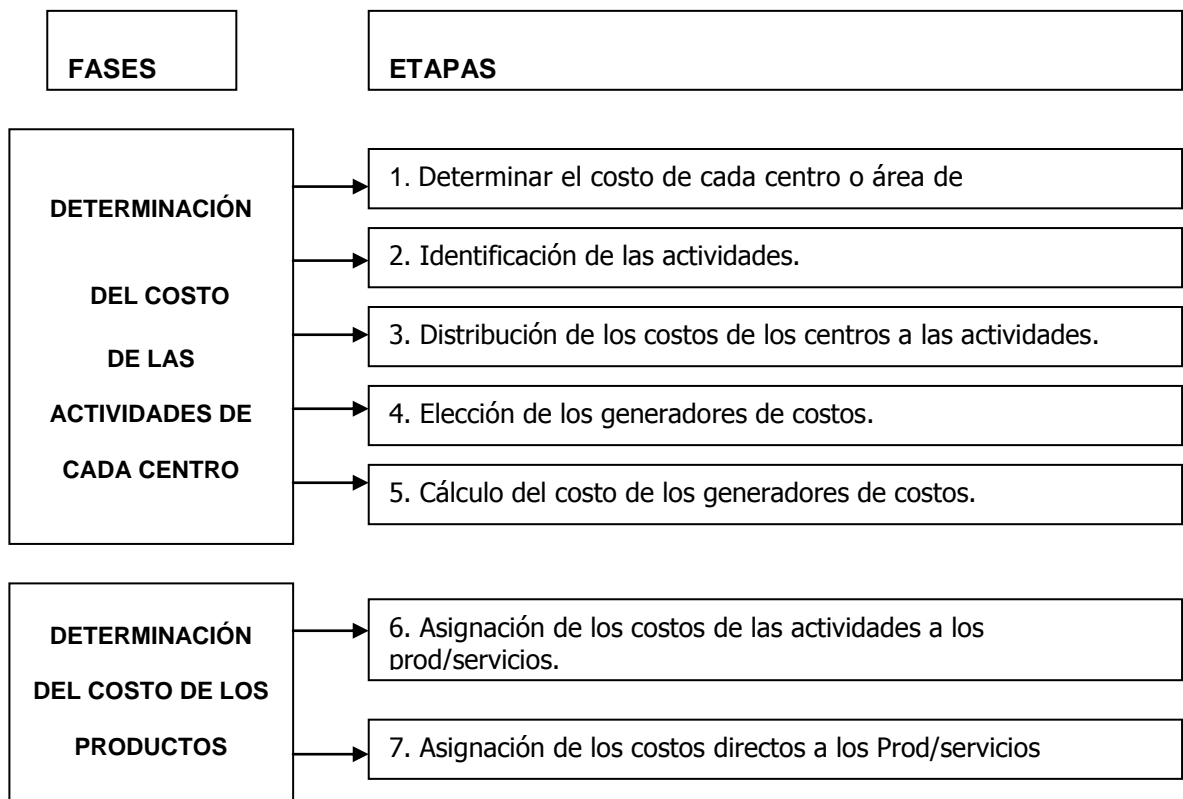 FASES
ETAPAS
DETERMINACIÓN
DEL COSTO
DE LAS
ACTIVIDADES DE
CADA CENTRO
1. Determinar el costo de cada centro o área de
2. Identificación de las actividades.
3. Distribución de los costos de los centros a las actividades.
4. Elección de los generadores de costos.
5. Cálculo del costo de los generadores de costos.
DETERMINACIÓN
DEL COSTO DE LOS
PRODUCTOS
6. Asignación de los costos de las actividades a los
prod/servicios.
7. Asignación de los costos directos a los Prod/servicios